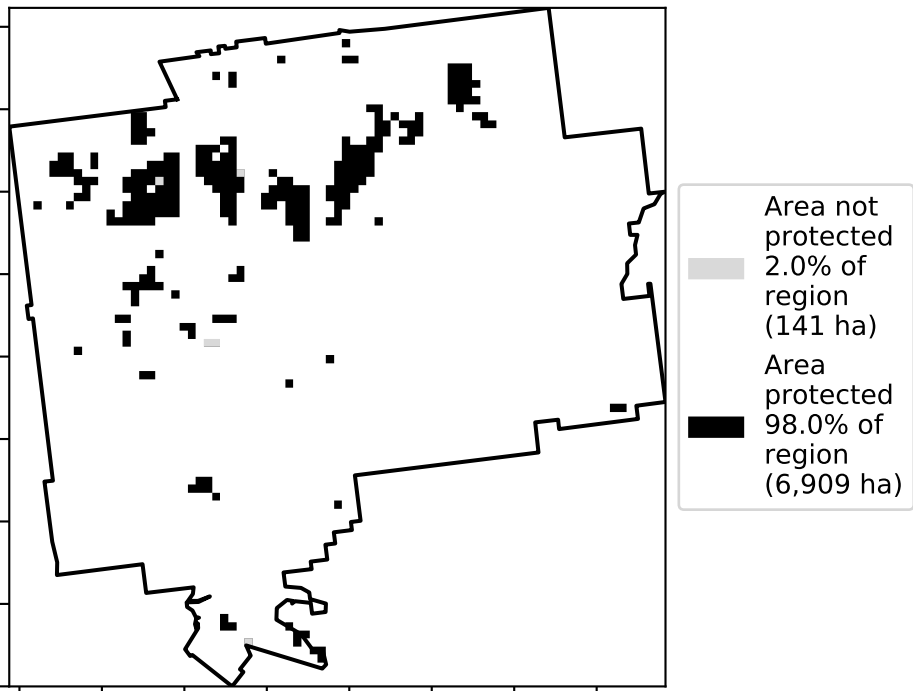 Area not
protected
2.0% of
region
(141 ha)
Area
protected
98.0% of
region
(6,909 ha)